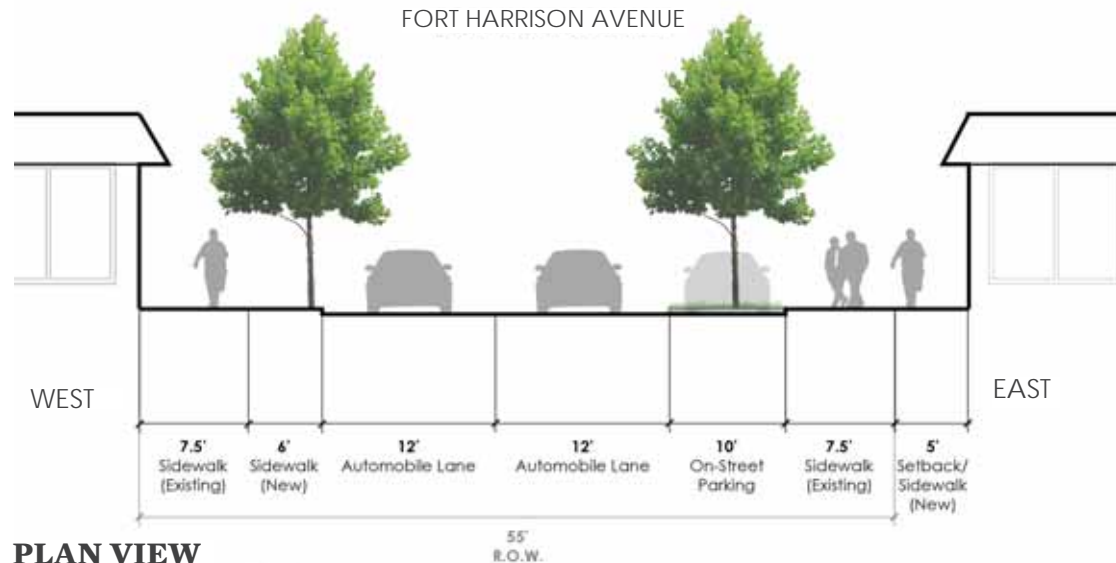 FORT HARRISON AVENUE
WEST
EAST
7.5'
Sidewalk
(Existing)
6'
Sidewalk
(New)
12'
Automobile Lane
12'
Automobile Lane
10'
On-Street
Parking
7.5'
Sidewalk
(Existing)
5'
Setback/
Sidewalk
(New)
55'
R.O.W.
PLAN VIEW